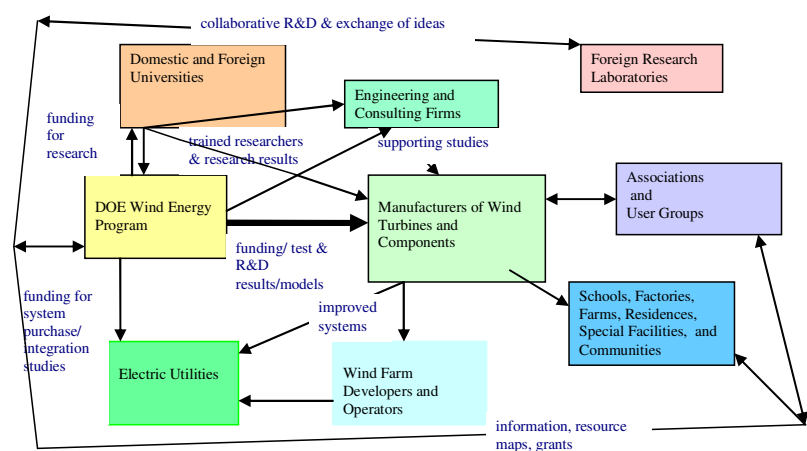 collaborative R&D & exchange of ideas
Domestic and Foreign
Universities
Foreign Research
Laboratories
Engineering and
Consulting Firms
funding
for
research
trained researchers
& research results
supporting studies
DOE Wind Energy
Program
Manufacturers of Wind
Turbines and
Components
Associations
and
User Groups
funding/ test &
R&D
results/models
funding for
system
purchase/
integration
studies
improved
systems
Schools, Factories,
Farms, Residences,
Special Facilities, and
Communities
Electric Utilities
Wind Farm
Developers and
Operators
information, resource
maps, grants